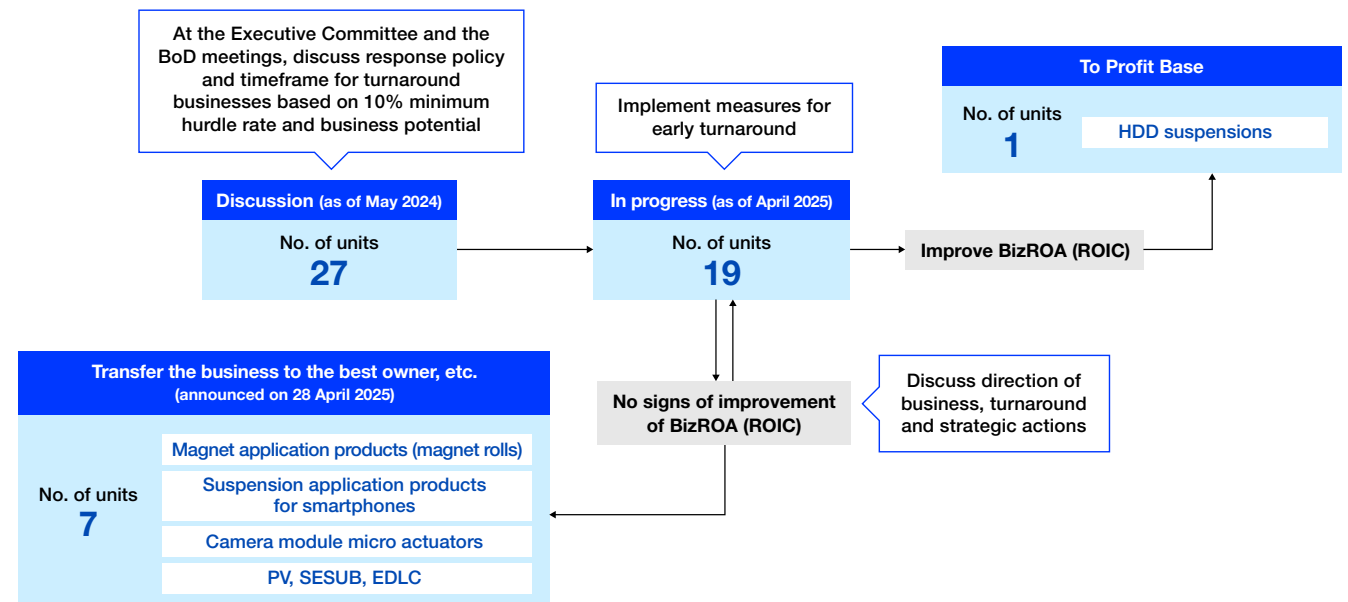 At the Executive Committee and the
BoD meetings, discuss response policy
and timeframe for turnaround
businesses based on 10% minimum
hurdle rate and business potential
Discussion (as of May 2024)
No. of units
27
Implement measures for
early turnaround
In progress (as of April 2025)
No. of units
19
Improve BizROA (ROIC)
To Profit Base
No. of units
1
HDD suspensions
No signs of improvement
of BizROA (ROIC)
Discuss direction of
business, turnaround
and strategic actions
Transfer the business to the best owner, etc.
(announced on 28 April 2025)
No. of units
7
Magnet application products (magnet rolls)
Suspension application products
for smartphones
Camera module micro actuators
PV, SESUB, EDLC